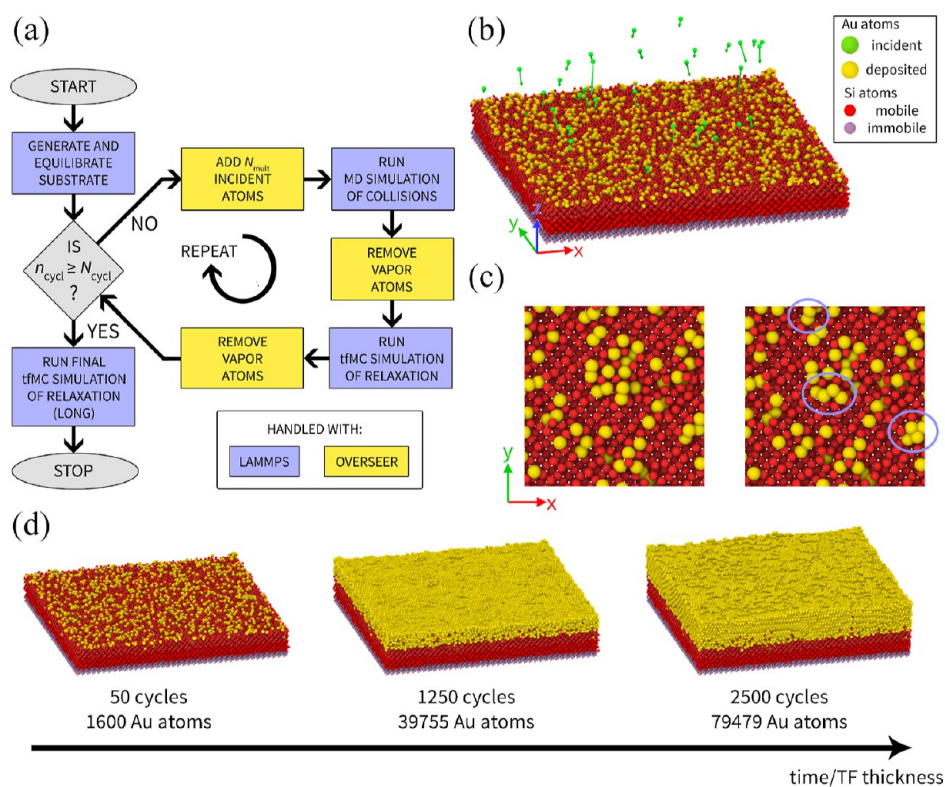 (a)
START
GENERATE AND
EQUILIBRATE
SUBSTRATE
IS
n_cycl ≥ N_cycl
?
NO
YES
ADD N_mult
INCIDENT
ATOMS
RUN
MD SIMULATION
OF COLLISIONS
REMOVE
VAPOR
ATOMS
RUN
tfMC SIMULATION
OF RELAXATION
REMOVE
VAPOR
ATOMS
REPEAT
RUN FINAL
tfMC SIMULATION
OF RELAXATION
(LONG)
STOP
HANDLED WITH:
LAMMPS
OVERSEER
(b)
Au atoms
incident
deposited
Si atoms
mobile
immobile
z
y
x
(c)
y
x
(d)
50 cycles
1600 Au atoms
1250 cycles
39755 Au atoms
2500 cycles
79479 Au atoms
time/TF thickness